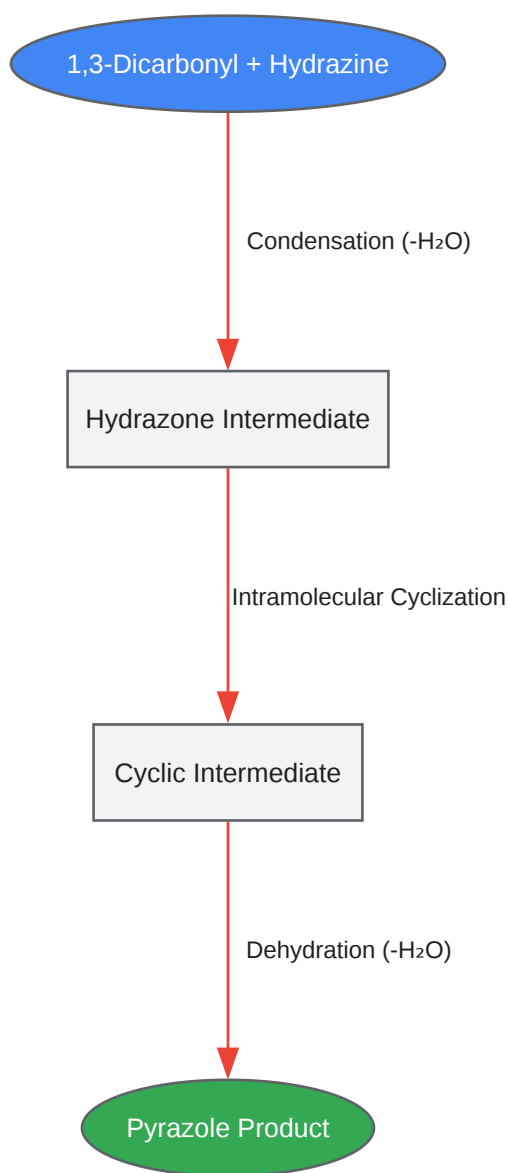 1,3-Dicarbonyl + Hydrazine
Condensation (-H₂O)
Hydrazone Intermediate
Intramolecular Cyclization
Cyclic Intermediate
Dehydration (-H₂O)
Pyrazole Product